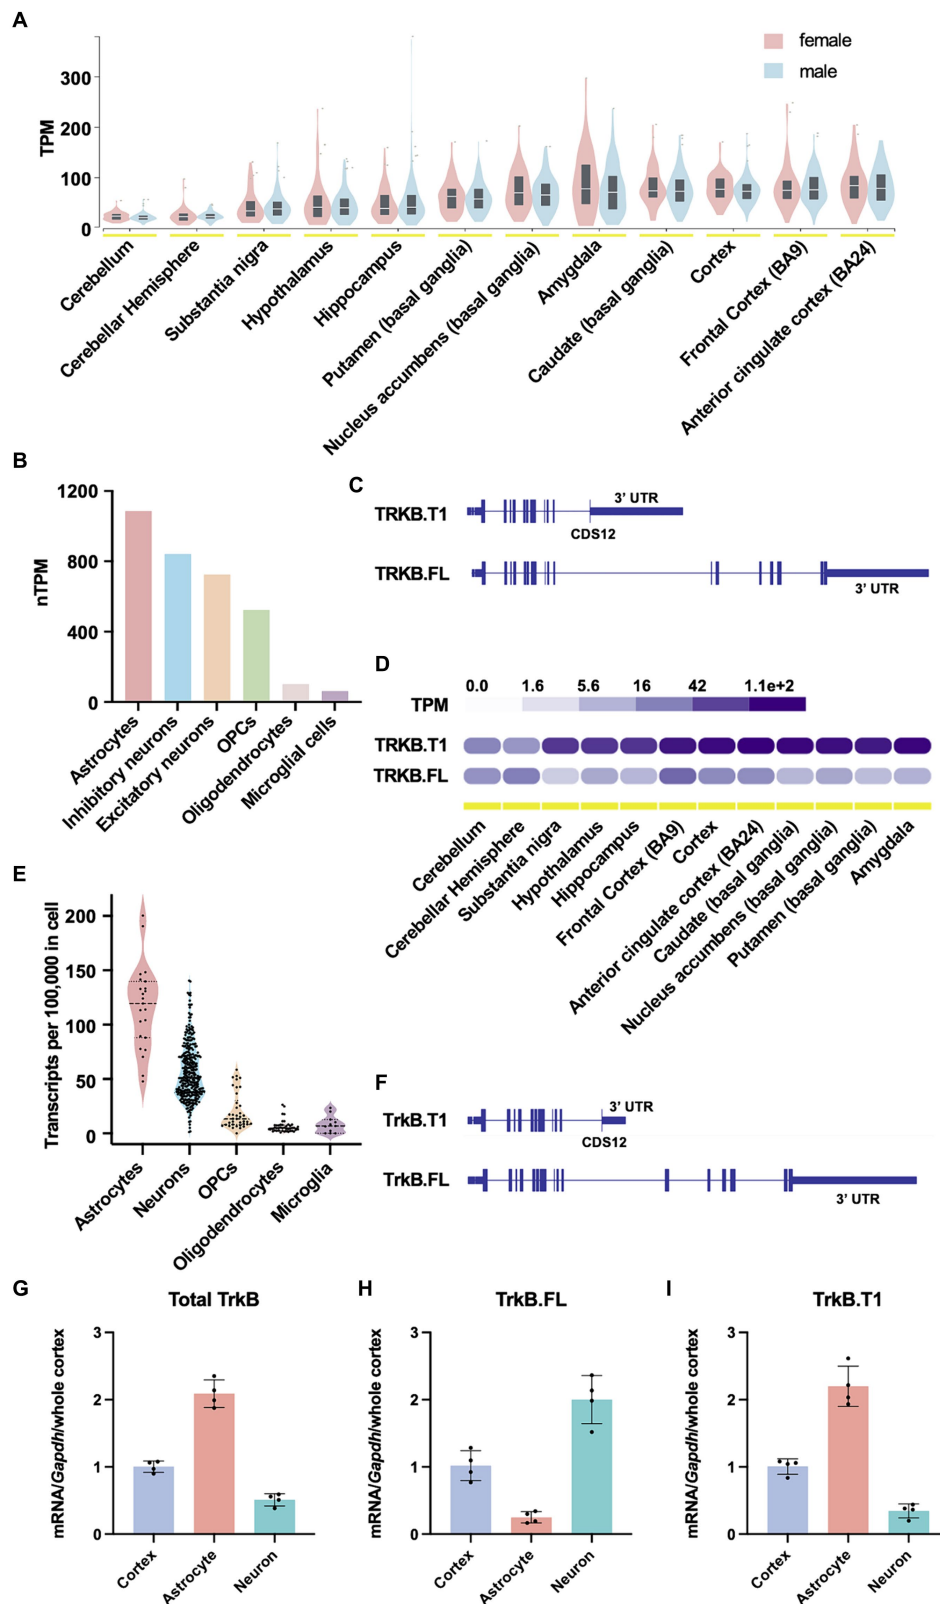 A
female
male
TPM
300
200
100
0
Cerebellum
Cerebellar Hemisphere
Substantia nigra
Hypothalamus
Hippocampus
Putamen (basal ganglia)
Nucleus accumbens (basal ganglia)
Amygdala
Caudate (basal ganglia)
Cortex
Frontal Cortex (BA9)
Anterior cingulate cortex (BA24)
B
nTPM
1200
800
400
0
Astrocytes
Inhibitory neurons
Excitatory neurons
OPCs
Oligodendrocytes
Microglial cells
C
TRKB.T1
3' UTR
CDS12
TRKB.FL
3' UTR
D
0.0 1.6 5.6 16 42 1.1e+2
TPM
TRKB.T1
TRKB.FL
Cerebellum
Cerebellar Hemisphere
Substantia nigra
Hypothalamus
Hippocampus
Frontal Cortex (BA9)
Cortex
Anterior cingulate cortex (BA24)
Caudate (basal ganglia)
Nucleus accumbens (basal ganglia)
Putamen (basal ganglia)
Amygdala
E
Transcripts per 100,000 in cell
200
150
100
50
0
Astrocytes
Neurons
OPCs
Oligodendrocytes
Microglia
F
TrkB.T1
3' UTR
CDS12
TrkB.FL
3' UTR
G
Total TrkB
mRNA/Gapdh/whole cortex
3
2
1
0
Cortex
Astrocyte
Neuron
H
TrkB.FL
mRNA/Gapdh/whole cortex
3
2
1
0
Cortex
Astrocyte
Neuron
I
TrkB.T1
mRNA/Gapdh/whole cortex
3
2
1
0
Cortex
Astrocyte
Neuron